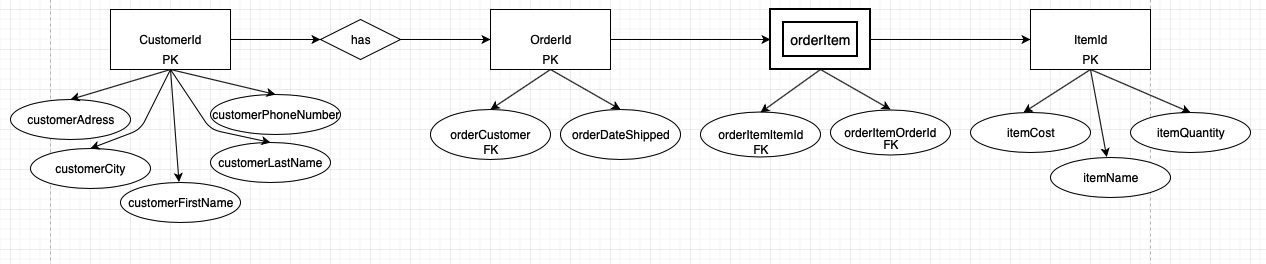 CustomerId
PK
has
OrderId
PK
orderItem
ItemId
PK
customerAdress
customerPhoneNumber
customerCity
customerLastName
customerFirstName
orderCustomer
FK
orderDateShipped
orderItemItemId
FK
orderItemOrderId
FK
itemCost
itemQuantity
itemName